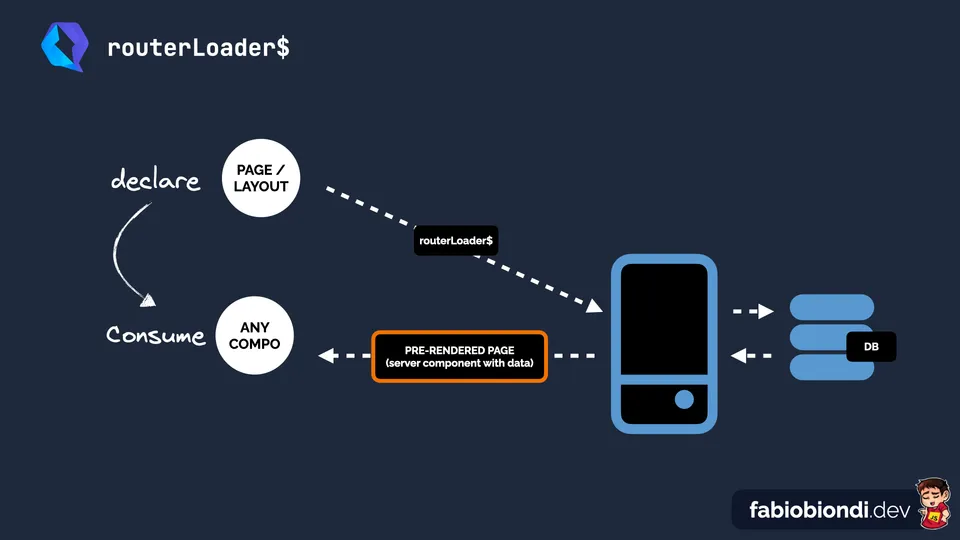 routerLoader$
declare
PAGE /
LAYOUT
routerLoader$
Consume
ANY
COMPO
PRE-RENDERED PAGE
(server component with data)
DB
fabiobiondi.dev